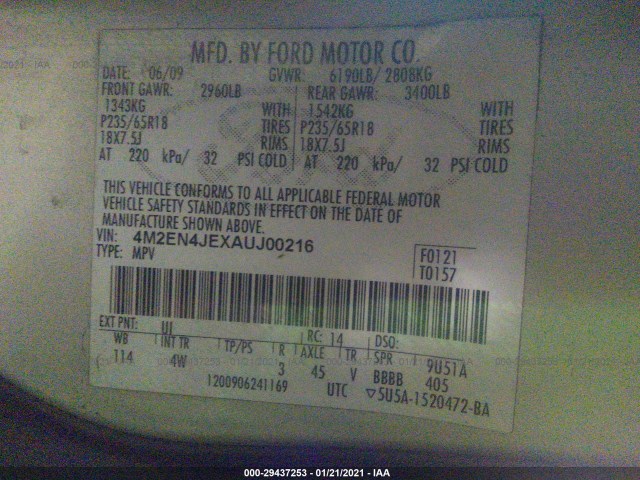 MFD. BY FORD MOTOR CO.
DATE: 06/09 GVWR: 6190LB/ 2808KG
FRONT GAWR: 2960LB REAR GAWR: 3400LB
1343KG WITH 1542KG WITH
P235/65R18 TIRES P235/65R18 TIRES
18X7.5J RIMS 18X7.5J RIMS
AT 220 kPa/ 32 PSI COLD AT 220 kPa/ 32 PSI COLD
THIS VEHICLE CONFORMS TO ALL APPLICABLE FEDERAL MOTOR
VEHICLE SAFETY STANDARDS IN EFFECT ON THE DATE OF
MANUFACTURE SHOWN ABOVE.
VIN: 4M2EN4JEXAUJ00216
TYPE: MPV
F0121
T0157
EXT PNT: UJ RC: 14 DSO:
WB INT TR TP/PS R AXLE TR SPR 9U51A
114 4W 3 45 V BBBB 405
1200906241169 UTC ▽5U5A-1520472-BA
000-29437253 - 01/21/2021 - IAA